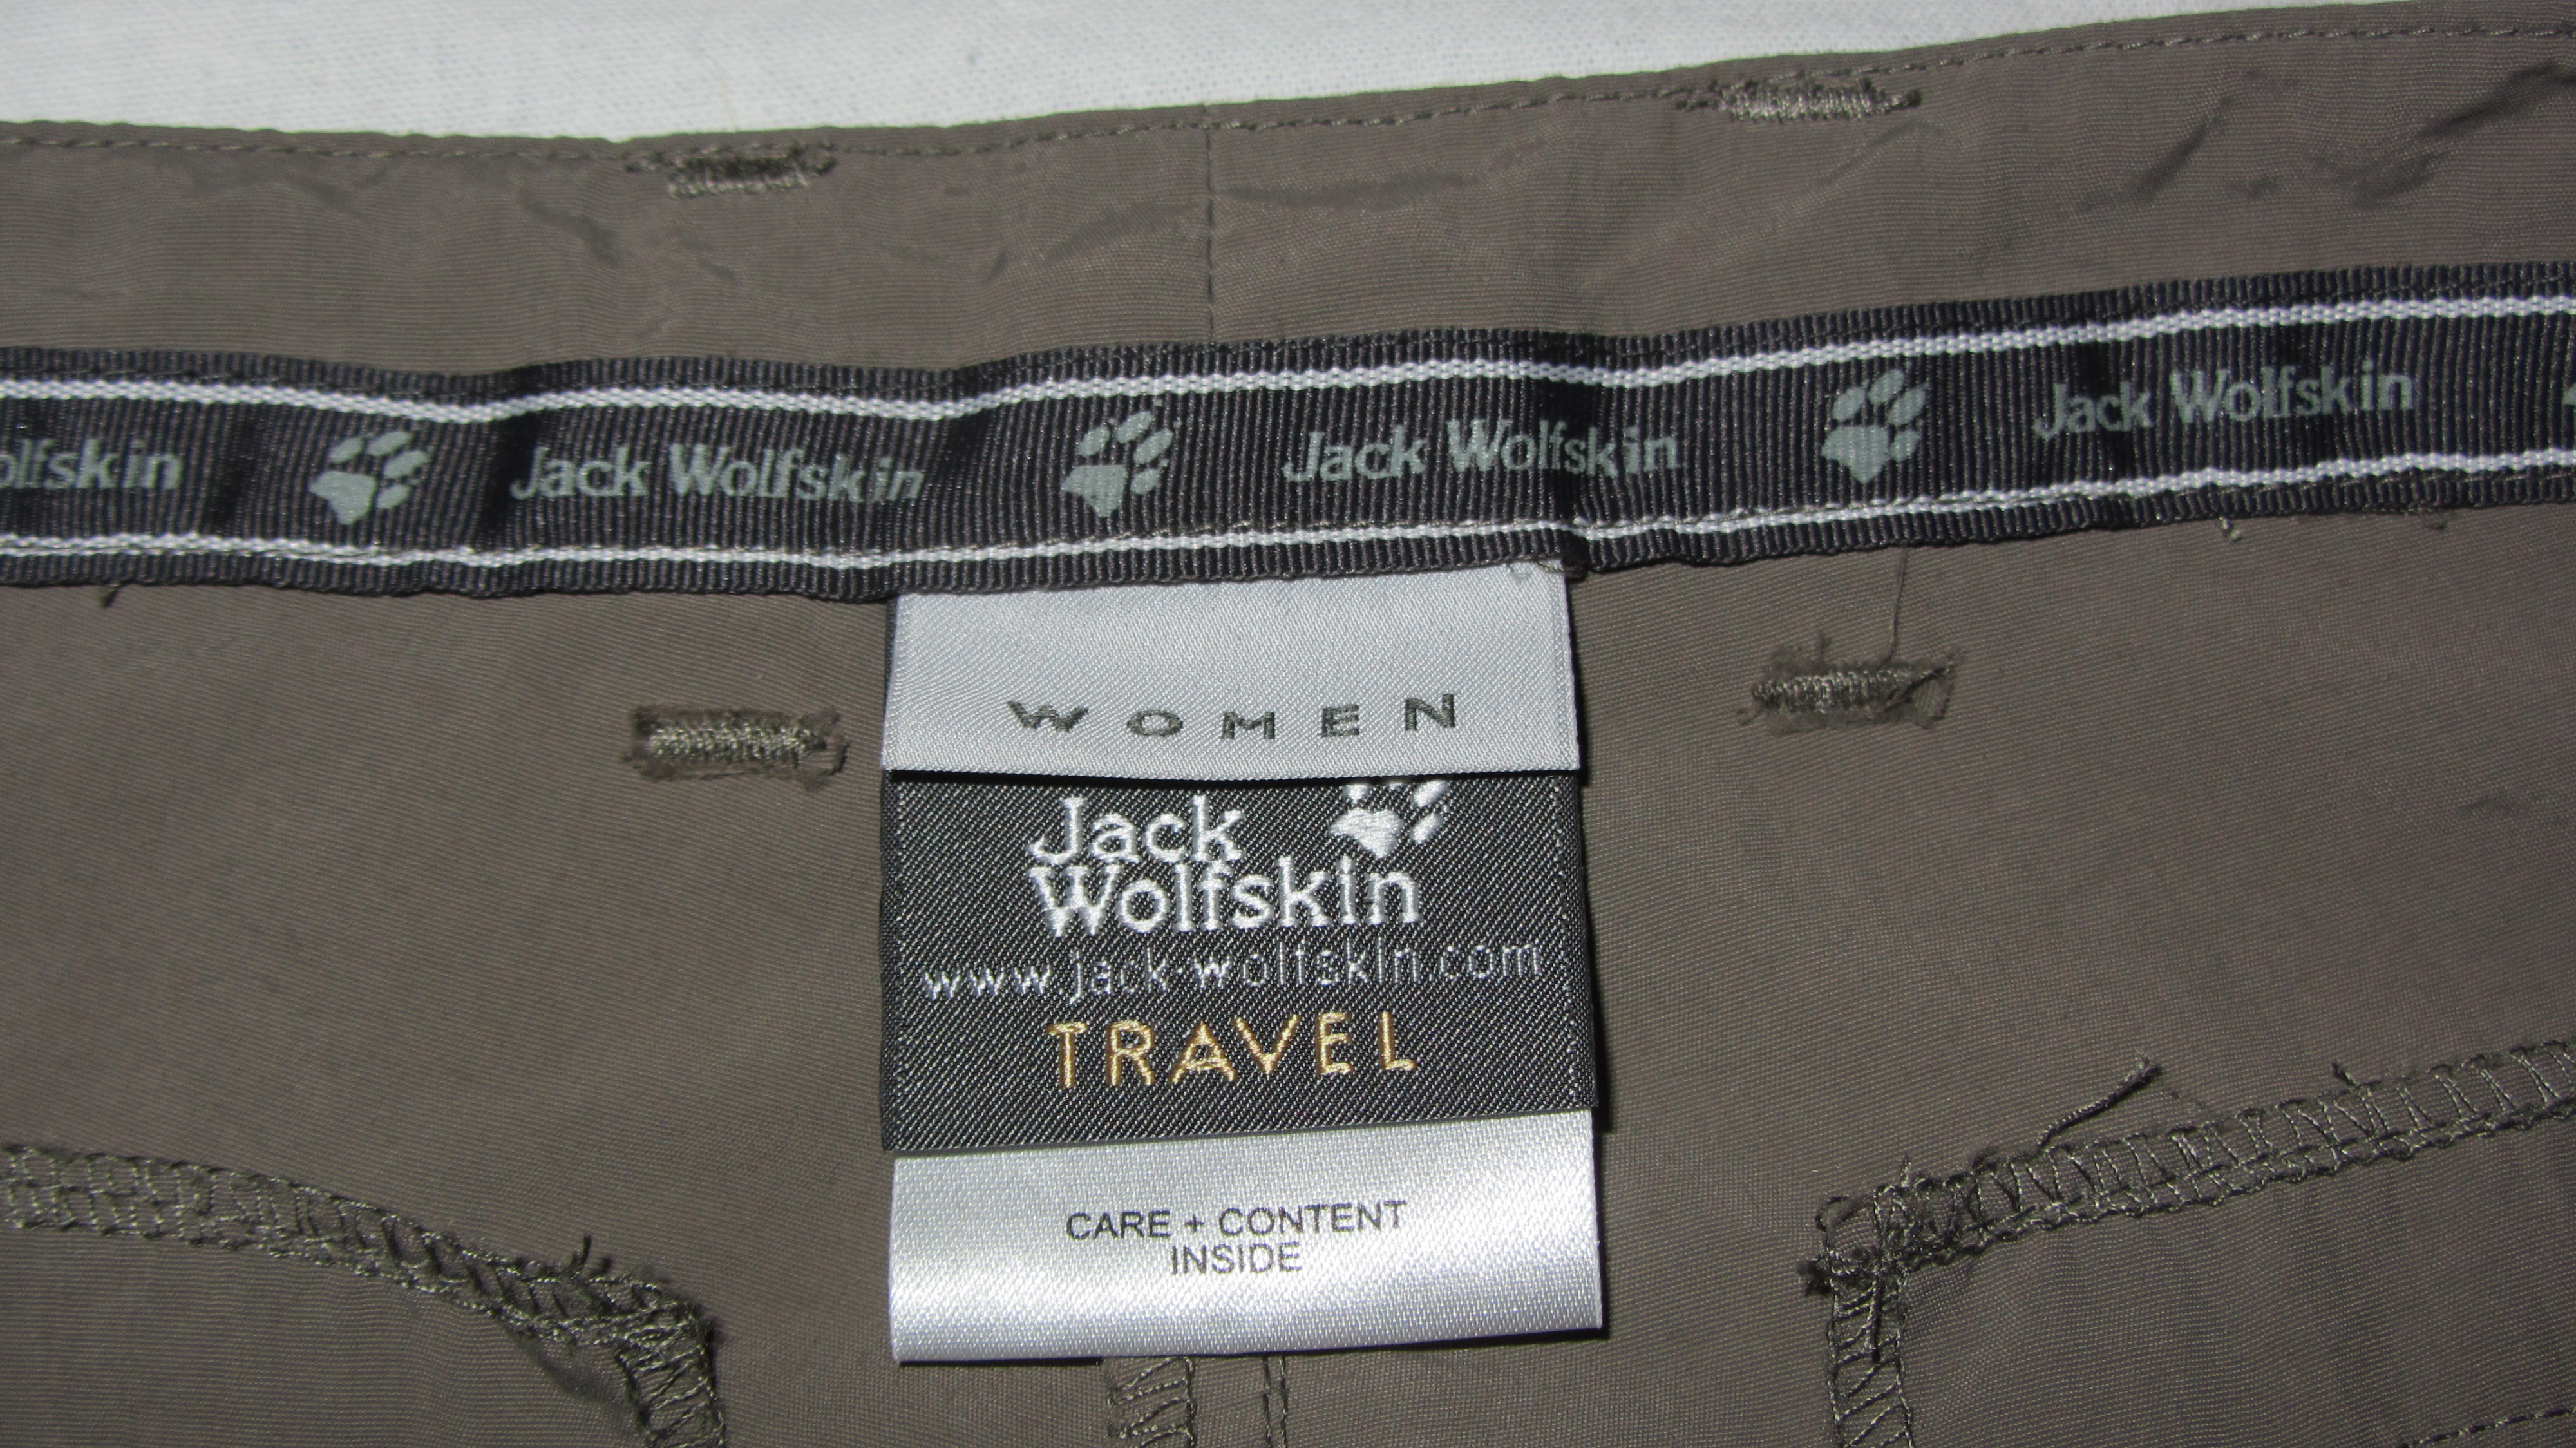 olfskin Jack Wolfskin Jack Wolfskin Jack Wolfskin
WOMEN
Jack
Wolfskin
www.jack-wolfskin.com
TRAVEL
CARE + CONTENT
INSIDE